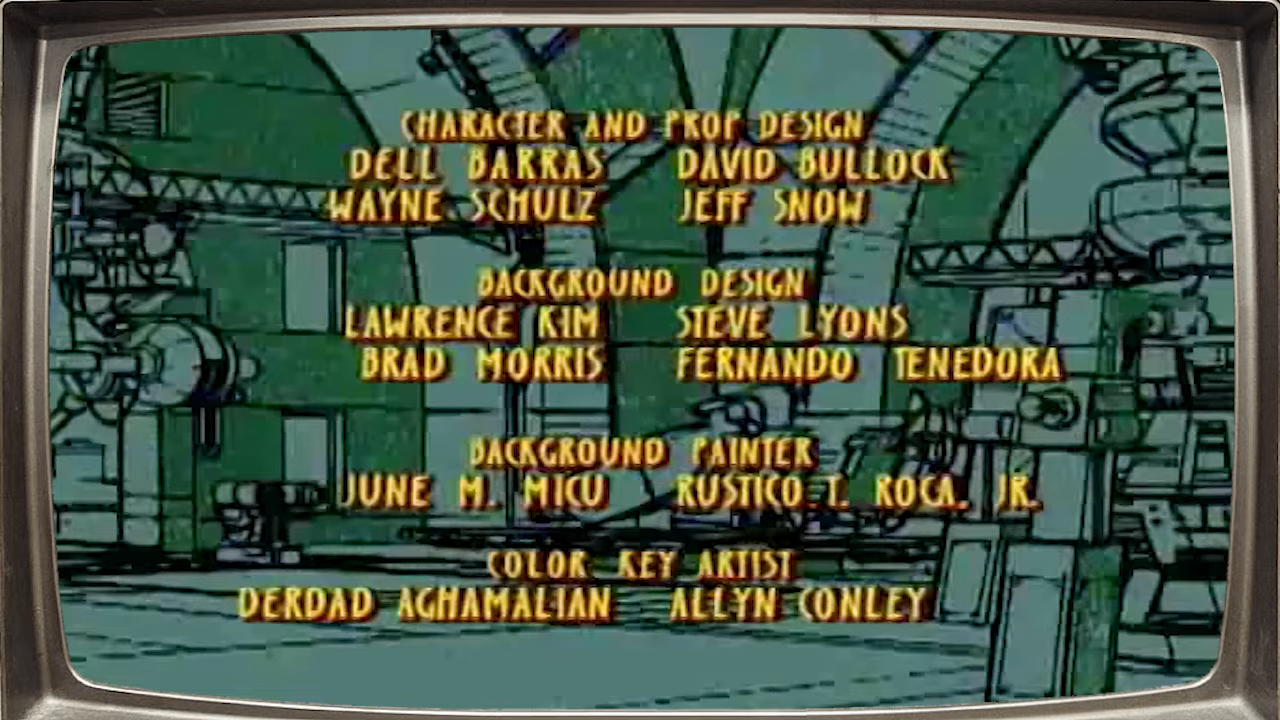 CHARACTER AND PROP DESIGN
DELL BARRAS DAVID BULLOCK
WAYNE SCHULZ JEFF SNOW
BACKGROUND DESIGN
LAWRENCE KIM STEVE LYONS
BRAD MORRIS FERNANDO TENEDORA
BACKGROUND PAINTER
JUNE M. MICU RUSTICO T. ROCA, JR.
COLOR KEY ARTIST
DERDAD AGHAMALIAN ALLYN CONLEY